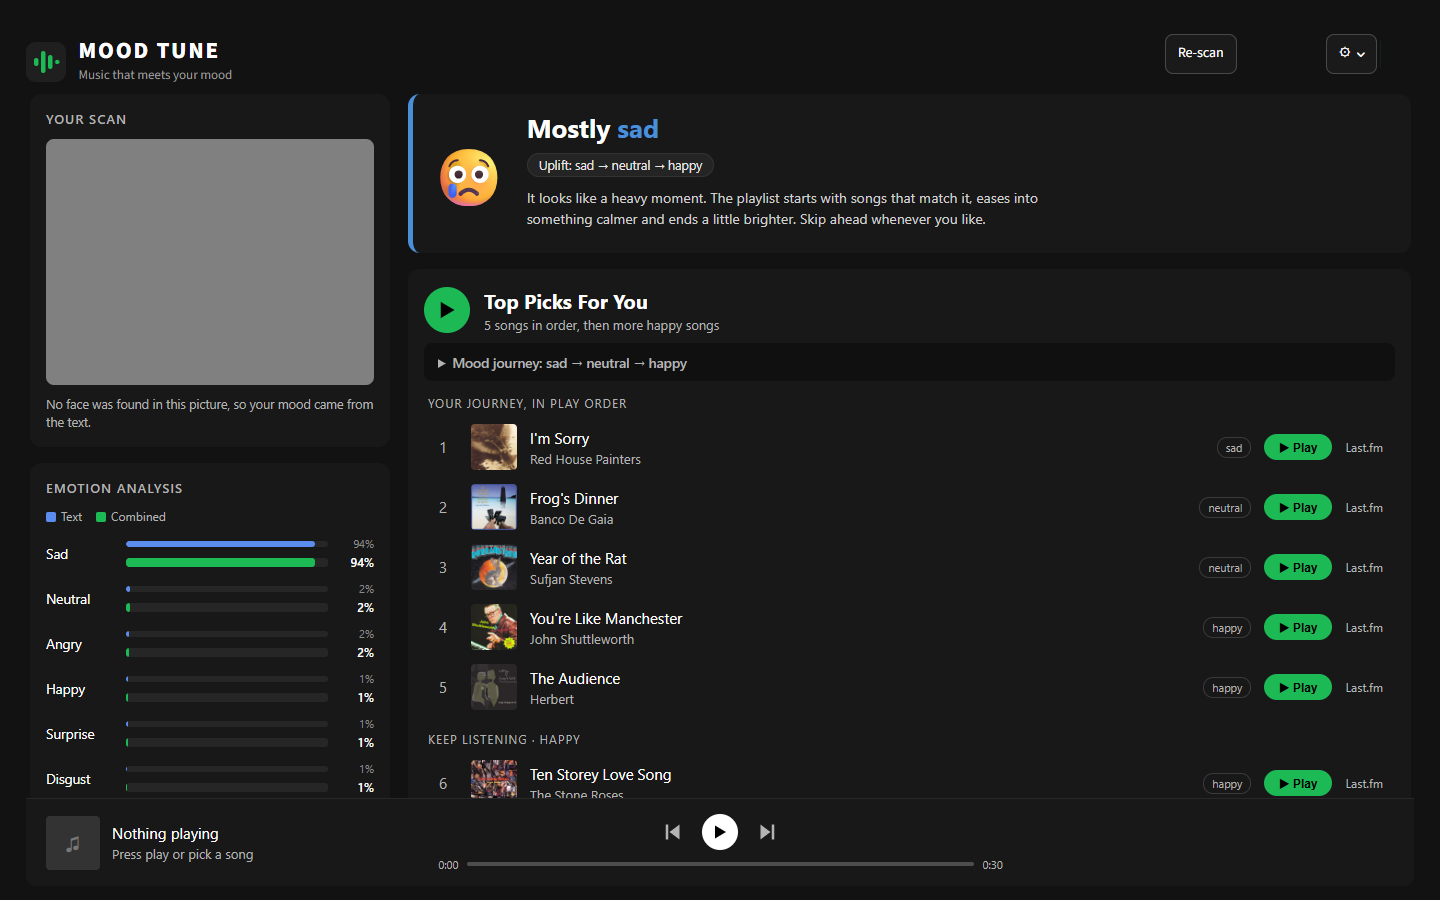 MOOD TUNE
Music that meets your mood
Re-scan
YOUR SCAN
No face was found in this picture, so your mood came from
the text.
EMOTION ANALYSIS
Text
Combined
Sad
94%
94%
Neutral
2%
2%
Angry
2%
2%
Happy
1%
1%
Surprise
1%
1%
Disgust
1%
1%
Mostly sad
Uplift: sad → neutral → happy
It looks like a heavy moment. The playlist starts with songs that match it, eases into
something calmer and ends a little brighter. Skip ahead whenever you like.
Top Picks For You
5 songs in order, then more happy songs
▶ Mood journey: sad → neutral → happy
YOUR JOURNEY, IN PLAY ORDER
1
I'm Sorry
Red House Painters
sad
▶ Play
Last.fm
2
Frog's Dinner
Banco De Gaia
neutral
▶ Play
Last.fm
3
Year of the Rat
Sufjan Stevens
neutral
▶ Play
Last.fm
4
You're Like Manchester
John Shuttleworth
happy
▶ Play
Last.fm
5
The Audience
Herbert
happy
▶ Play
Last.fm
KEEP LISTENING · HAPPY
6
Ten Storey Love Song
The Stone Roses
happy
▶ Play
Last.fm
Nothing playing
Press play or pick a song
0:00
0:30